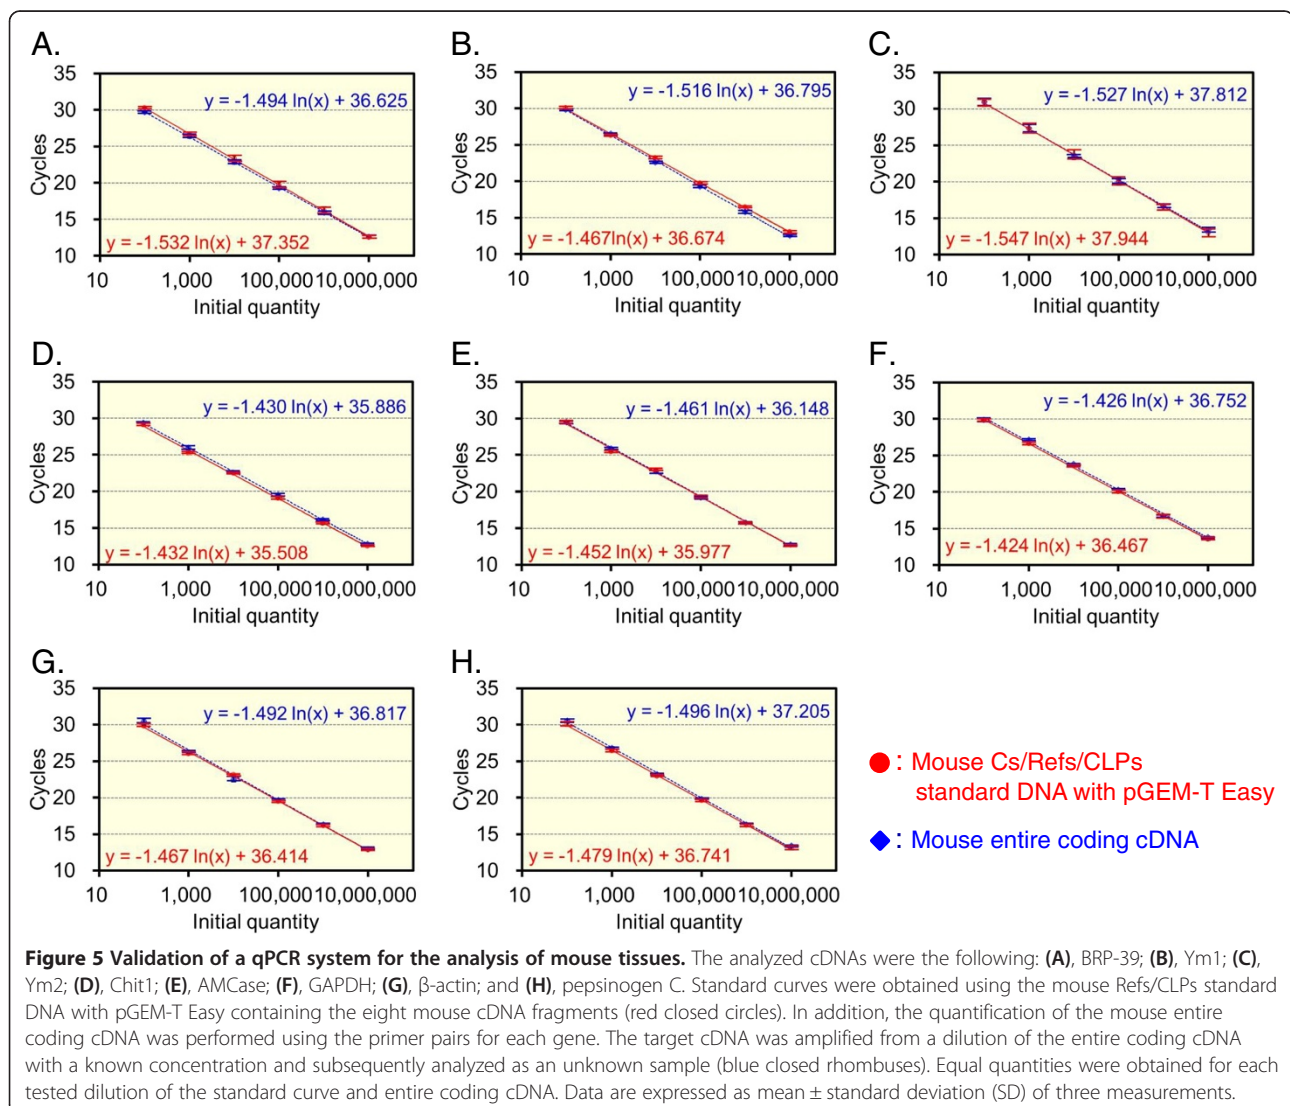 A.
35
30
25
20
15
10
Cycles
y = -1.494 ln(x) + 36.625
y = -1.532 ln(x) + 37.352
10
1,000
100,000
10,000,000
Initial quantity
B.
35
30
25
20
15
10
Cycles
y = -1.516 ln(x) + 36.795
y = -1.467ln(x) + 36.674
10
1,000
100,000
10,000,000
Initial quantity
C.
35
30
25
20
15
10
Cycles
y = -1.527 ln(x) + 37.812
y = -1.547 ln(x) + 37.944
10
1,000
100,000
10,000,000
Initial quantity
D.
35
30
25
20
15
10
Cycles
y = -1.430 ln(x) + 35.886
y = -1.432 ln(x) + 35.508
10
1,000
100,000
10,000,000
Initial quantity
E.
35
30
25
20
15
10
Cycles
y = -1.461 ln(x) + 36.148
y = -1.452 ln(x) + 35.977
10
1,000
100,000
10,000,000
Initial quantity
F.
35
30
25
20
15
10
Cycles
y = -1.426 ln(x) + 36.752
y = -1.424 ln(x) + 36.467
10
1,000
100,000
10,000,000
Initial quantity
G.
35
30
25
20
15
10
Cycles
y = -1.492 ln(x) + 36.817
y = -1.467 ln(x) + 36.414
10
1,000
100,000
10,000,000
Initial quantity
H.
35
30
25
20
15
10
Cycles
y = -1.496 ln(x) + 37.205
y = -1.479 ln(x) + 36.741
10
1,000
100,000
10,000,000
Initial quantity
: Mouse Cs/Refs/CLPs
standard DNA with pGEM-T Easy
: Mouse entire coding cDNA
Figure 5 Validation of a qPCR system for the analysis of mouse tissues. The analyzed cDNAs were the following: (A), BRP-39; (B), Ym1; (C),
Ym2; (D), Chit1; (E), AMCase; (F), GAPDH; (G), β-actin; and (H), pepsinogen C. Standard curves were obtained using the mouse Refs/CLPs standard
DNA with pGEM-T Easy containing the eight mouse cDNA fragments (red closed circles). In addition, the quantification of the mouse entire
coding cDNA was performed using the primer pairs for each gene. The target cDNA was amplified from a dilution of the entire coding cDNA
with a known concentration and subsequently analyzed as an unknown sample (blue closed rhombuses). Equal quantities were obtained for each
tested dilution of the standard curve and entire coding cDNA. Data are expressed as mean ± standard deviation (SD) of three measurements.